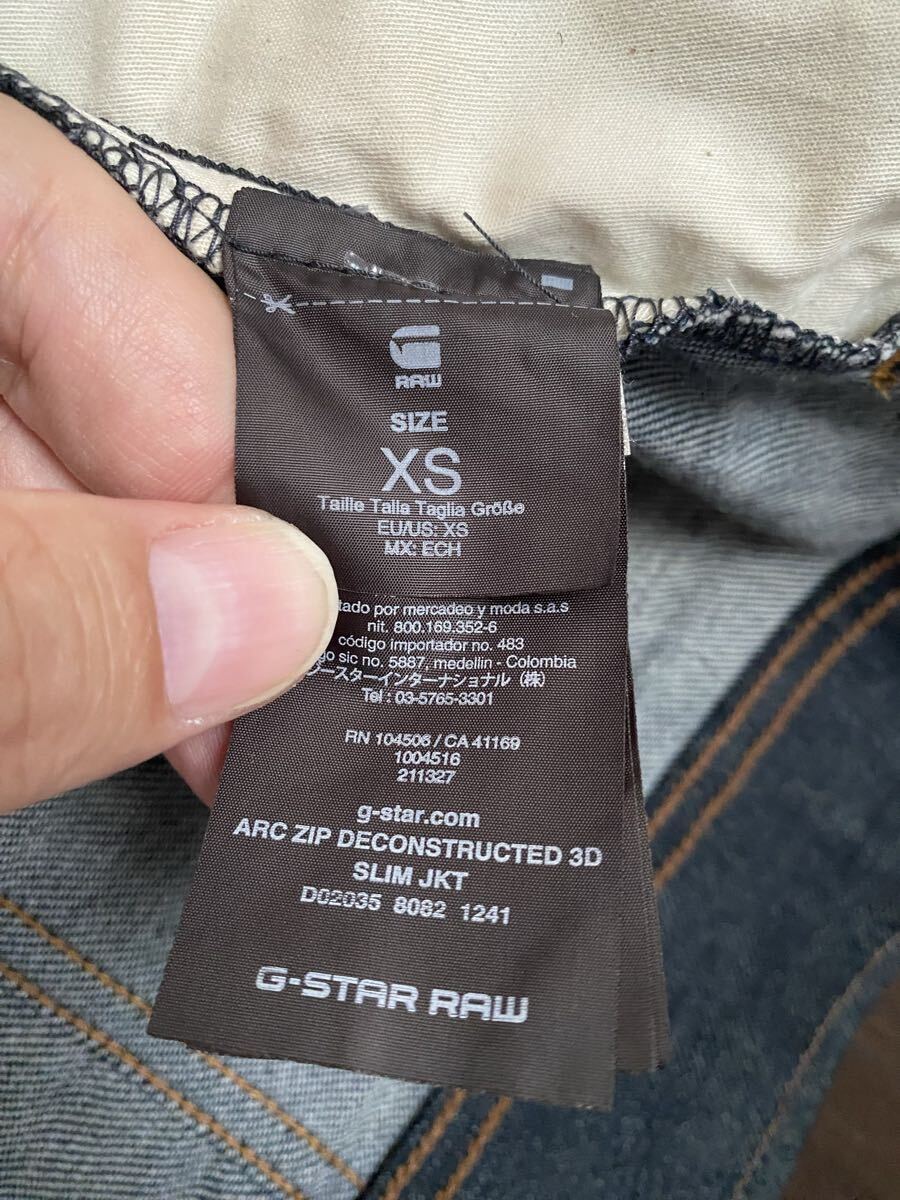 RAW
SIZE
XS
Taille Talla Taglia Größe
EU/US: XS
MX: ECH
por mercadeo y moda s.a.s
nit. 800.169.352-6
código importador no. 483
sic no. 5887, medellin - Colombia
ースターインターナショナル (株)
Tel : 03-5765-3301
RN 104506 / CA 41169
1004516
211327
g-star.com
ARC ZIP DECONSTRUCTED 3D
SLIM JKT
D02035 8082 1241
G-STAR RAW